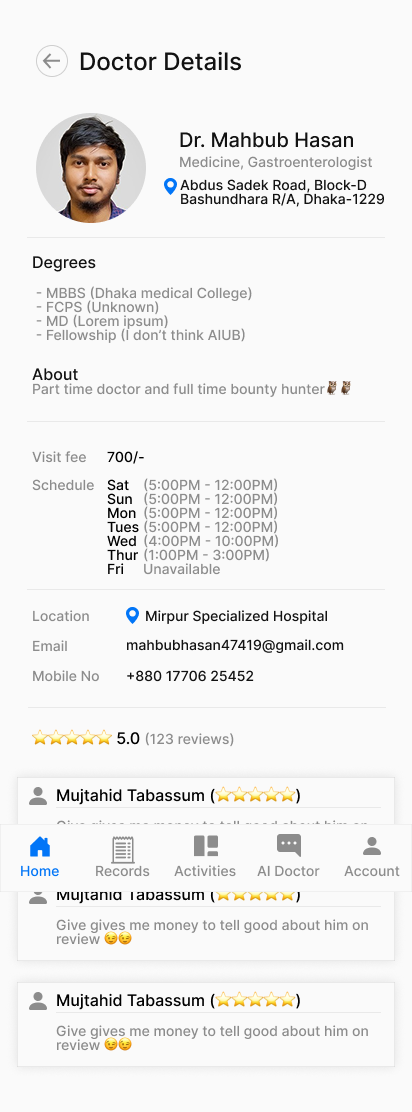 Doctor Details
Dr. Mahbub Hasan
Medicine, Gastroenterologist
Abdus Sadek Road, Block-D
Bashundhara R/A, Dhaka-1229
Degrees
- MBBS (Dhaka medical College)
- FCPS (Unknown)
- MD (Lorem ipsum)
- Fellowship (I don’t think AIUB)
About
Part time doctor and full time bounty hunter🦉🦉
Visit fee 700/-
Schedule Sat (5:00PM - 12:00PM)
Sun (5:00PM - 12:00PM)
Mon (5:00PM - 12:00PM)
Tues (5:00PM - 12:00PM)
Wed (4:00PM - 10:00PM)
Thur (1:00PM - 3:00PM)
Fri Unavailable
Location Mirpur Specialized Hospital
Email mahbubhasan47419@gmail.com
Mobile No +880 17706 25452
⭐⭐⭐⭐⭐ 5.0 (123 reviews)
Mujtahid Tabassum (⭐⭐⭐⭐⭐)
Give gives me money to tell good about him on
Home Records Activities AI Doctor Account
Mujtahid Tabassum (⭐⭐⭐⭐⭐)
Give gives me money to tell good about him on
review 😉😉
Mujtahid Tabassum (⭐⭐⭐⭐⭐)
Give gives me money to tell good about him on
review 😉😉